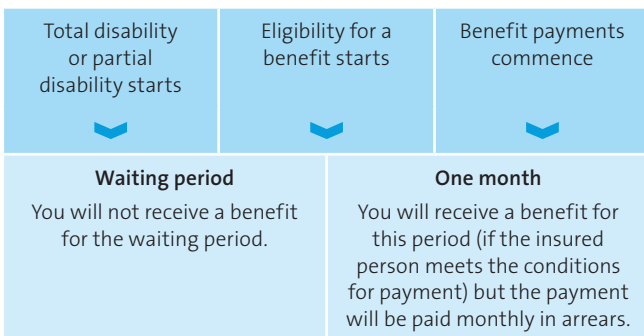 Total disability
or partial
disability starts
Eligibility for a
benefit starts
Benefit payments
commence
Waiting period
You will not receive a benefit
for the waiting period.
One month
You will receive a benefit for
this period (if the insured
person meets the conditions
for payment) but the payment
will be paid monthly in arrears.